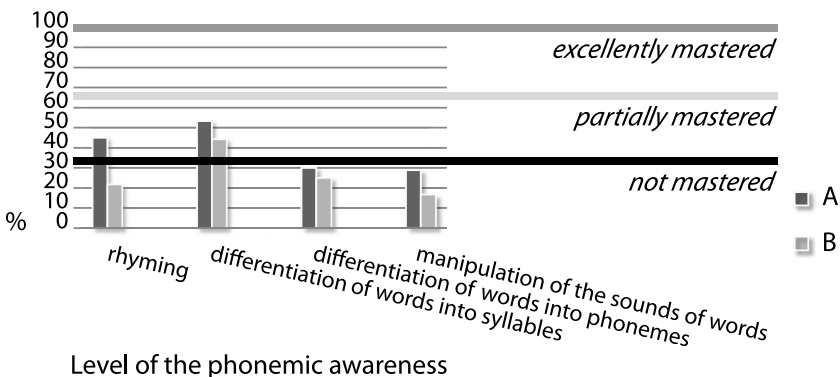 100
90
80
70
60
50
40
30
20
10
0
%
excellently mastered
partially mastered
not mastered
A
B
rhyming
differentiation of words into syllables
differentiation of words into phonemes
manipulation of the sounds of words
Level of the phonemic awareness